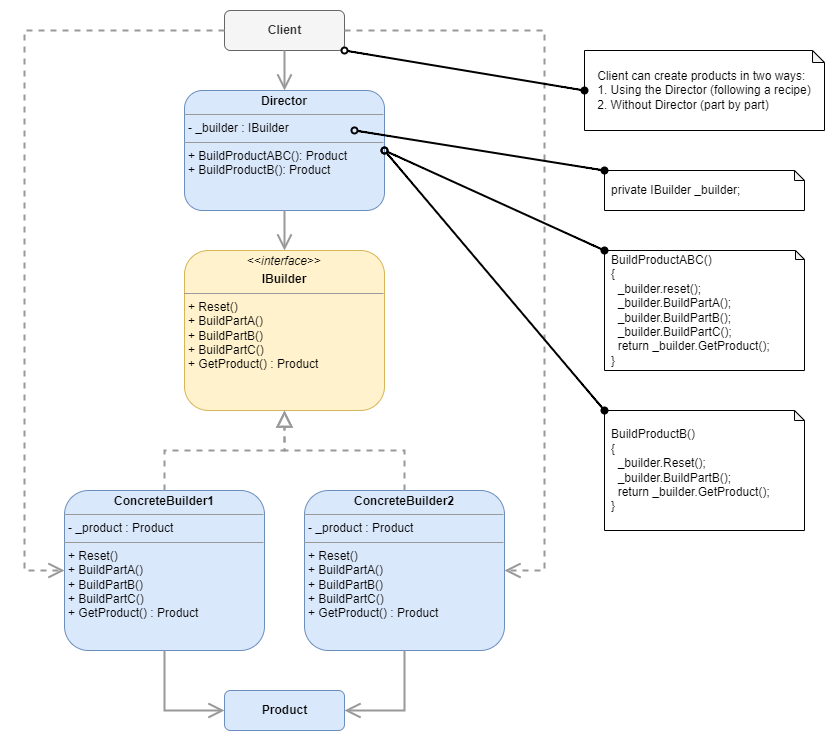 Client
Client can create products in two ways:
1. Using the Director (following a recipe)
2. Without Director (part by part)
Director
- _builder : IBuilder
+ BuildProductABC(): Product
+ BuildProductB(): Product
private IBuilder _builder;
<<interface>>
IBuilder
+ Reset()
+ BuildPartA()
+ BuildPartB()
+ BuildPartC()
+ GetProduct() : Product
BuildProductABC()
{
_builder.reset();
_builder.BuildPartA();
_builder.BuildPartB();
_builder.BuildPartC();
return _builder.GetProduct();
}
BuildProductB()
{
_builder.Reset();
_builder.BuildPartB();
return _builder.GetProduct();
}
ConcreteBuilder1
- _product : Product
+ Reset()
+ BuildPartA()
+ BuildPartB()
+ BuildPartC()
+ GetProduct() : Product
ConcreteBuilder2
- _product : Product
+ Reset()
+ BuildPartA()
+ BuildPartB()
+ BuildPartC()
+ GetProduct() : Product
Product